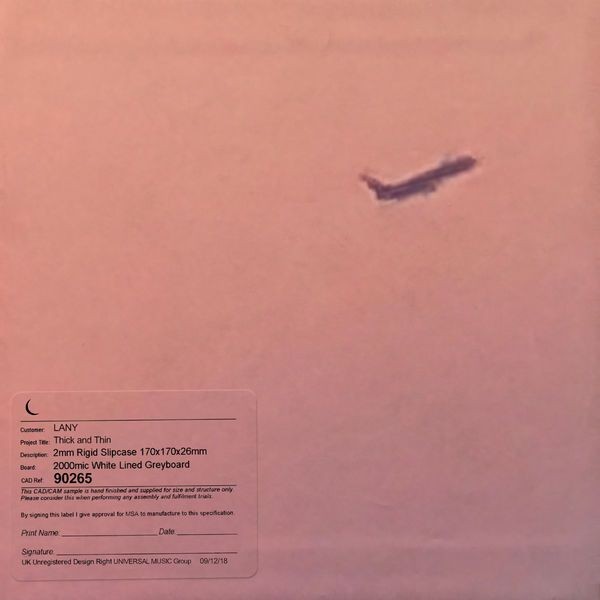 Customer: LANY
Project Title: Thick and Thin
Description: 2mm Rigid Slipcase 170x170x26mm
Board: 2000mic White Lined Greyboard
CAD Ref: 90265
This CAD/CAM sample is hand finished and supplied for size and structure only.
Please consider this when performing any assembly and fulfilment trials.
By signing this label I give approval for MSA to manufacture to this specification.
Print Name. Date.
Signature.
UK Unregistered Design Right UNIVERSAL MUSIC Group 09/12/18